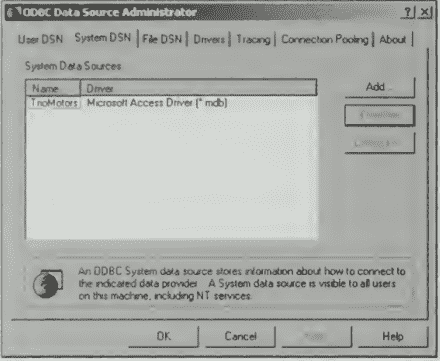 ODBC Data Source Administrator
User DSN System DSN File DSN Drivers Tracing Connection Pooling About
System Data Sources
Name Driver
Add...
TrioMotors Microsoft Access Driver (*.mdb)
An ODBC System data source stores information about how to connect to
the indicated data provider. A System data source is visible to all users
on this machine, including NT services.
OK Cancel Help